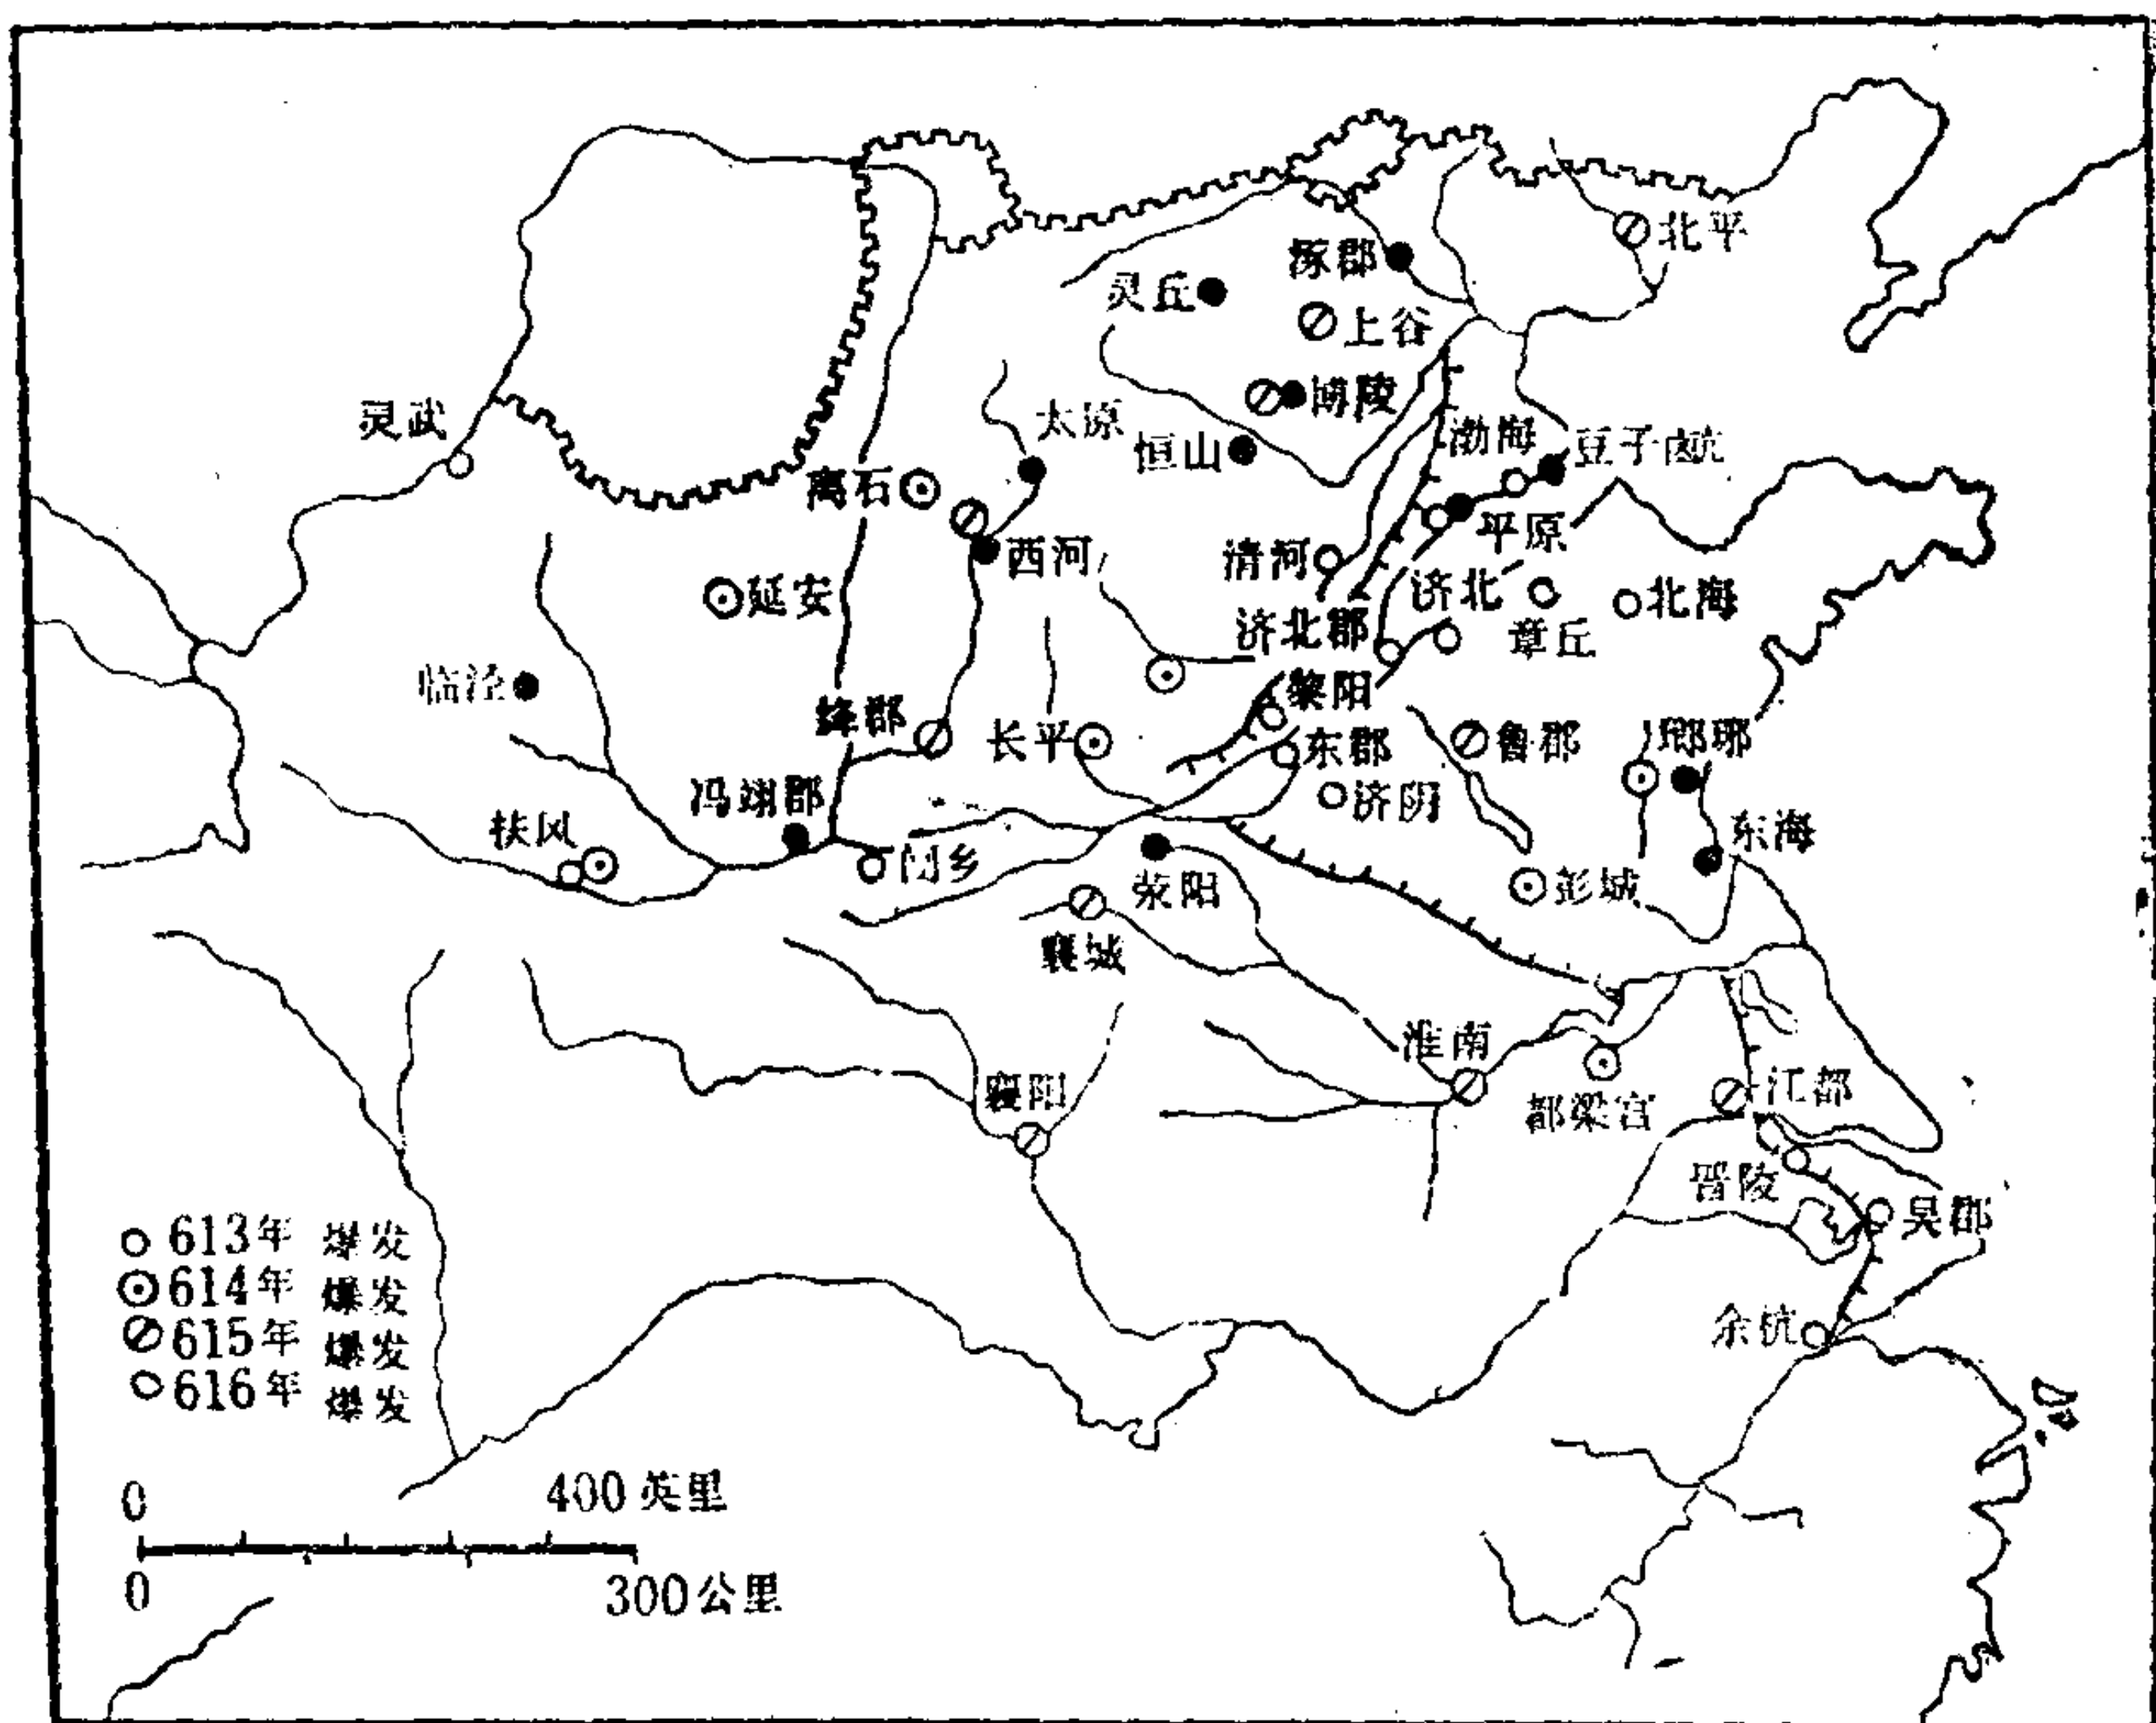 北平
涿郡
灵丘
上谷
博陵
灵武
太原
恒山
渤海
豆子䴚
离石
平原
西河
清河
延安
济北
北海
济北郡
章丘
临泾
黎阳
绛郡
长平
东郡
鲁郡
琅琊
冯翊郡
济阴
扶风
东海
阌乡
荥阳
彭城
襄城
淮南
襄阳
都梁宫
江都
晋陵
吴郡
余杭
613年 爆发
614年 爆发
615年 爆发
616年 爆发
0 400英里
0 300公里